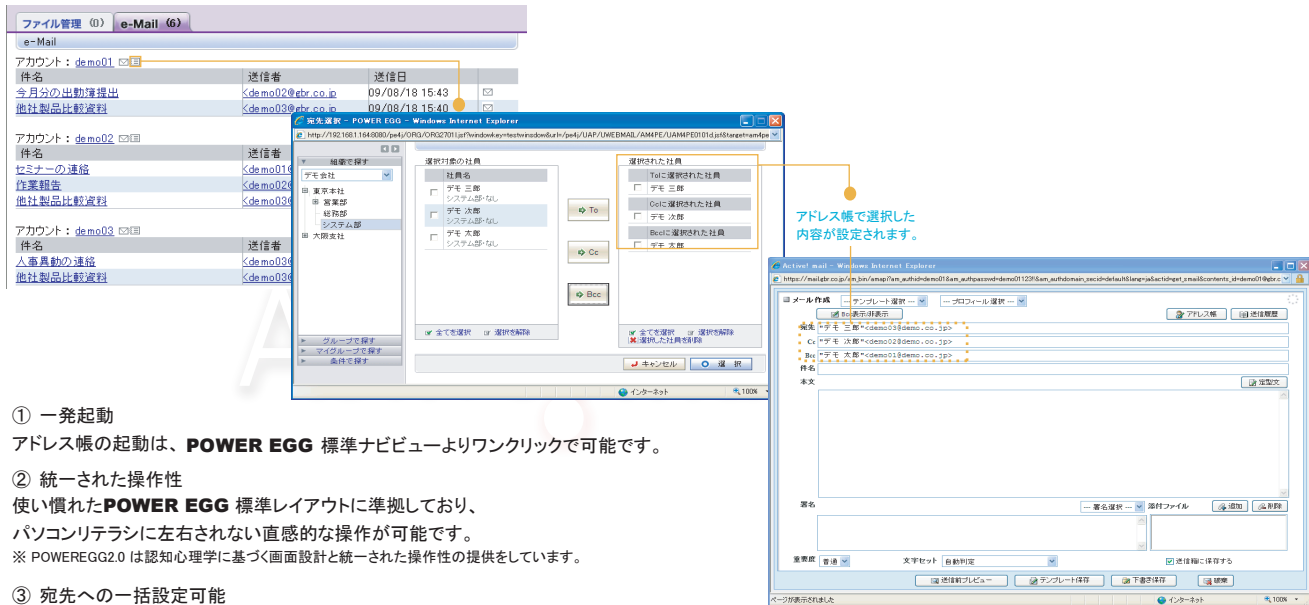 ファイル管理 (0) e-Mail (6)
e-Mail
アカウント： demo01
件名 送信者 送信日
今月分の出勤簿提出 <demo02@gbr.co.jp 09/08/18 15:43
他社製品比較資料 <demo03@gbr.co.jp 09/08/18 15:40
アカウント： demo02
件名 送信者
セミナーの連絡 <demo01@
作業報告 <demo02@
他社製品比較資料 <demo03@
アカウント： demo03
件名 送信者
人事異動の連絡 <demo03@
他社製品比較資料 <demo03@
宛先選択 - POWER EGG - Windows Internet Explorer
組織で探す
デモ会社
東京本社
営業部
総務部
システム部
大阪支社
グループで探す
マイグループで探す
条件で探す
選択対象の社員
社員名
デモ 三郎
システム部・なし
デモ 次郎
システム部・なし
デモ 太郎
システム部・なし
全てを選択 選択を解除
To
Cc
Bcc
選択された社員
Toに選択された社員
デモ 三郎
Ccに選択された社員
デモ 次郎
Bccに選択された社員
デモ 太郎
全てを選択 選択を解除
選択した社員を削除
キャンセル 選 択
インターネット 100%
アドレス帳で選択した
内容が設定されます。
Active! mail - Windows Internet Explorer
メール作成 --- テンプレート選択 --- --- プロフィール選択 ---
Bcc表示/非表示 アドレス帳 送信履歴
宛先 "デモ 三郎"<demo03@demo.co.jp>
Cc "デモ 次郎"<demo02@demo.co.jp>
Bcc "デモ 太郎"<demo01@demo.co.jp>
件名
本文 定型文
署名 --- 署名選択 --- 添付ファイル 追加 削除
重要度 普通 文字セット 自動判定 送信箱に保存する
送信前プレビュー テンプレート保存 下書き保存 破棄
ページが表示されました インターネット 100%
① 一発起動
アドレス帳の起動は、POWER EGG 標準ナビビューよりワンクリックで可能です。
② 統一された操作性
使い慣れたPOWER EGG 標準レイアウトに準拠しており、
パソコンリテラシに左右されない直感的な操作が可能です。
※ POWEREGG2.0 は認知心理学に基づく画面設計と統一された操作性の提供をしています。
③ 宛先への一括設定可能